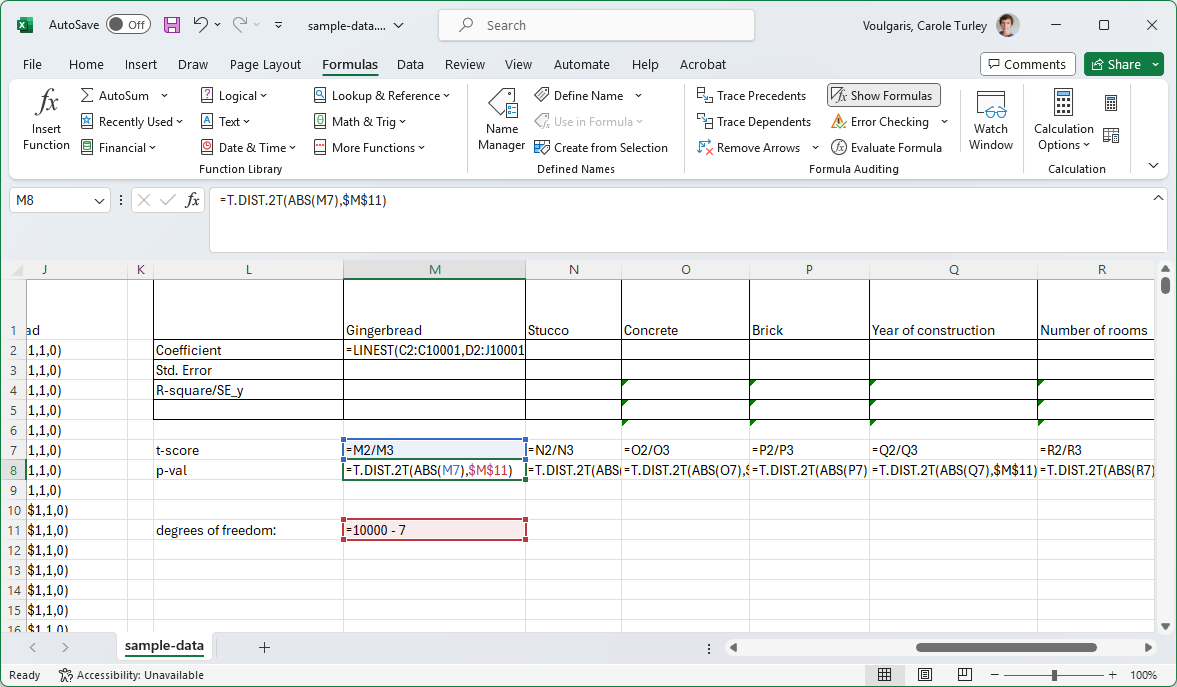 AutoSave Off sample-data.... Search Voulgaris, Carole Turley
File Home Insert Draw Page Layout Formulas Data Review View Automate Help Acrobat Comments Share
AutoSum Logical Lookup & Reference Define Name Trace Precedents Show Formulas
fx Insert Function Recently Used Text Math & Trig Name Manager Use in Formula Trace Dependents Error Checking Watch Window Calculation Options
Financial Date & Time More Functions Create from Selection Remove Arrows Evaluate Formula
Function Library Defined Names Formula Auditing Calculation
M8 fx =T.DIST.2T(ABS(M7),$M$11)
J K L M N O P Q R
1 ad Gingerbread Stucco Concrete Brick Year of construction Number of rooms
2 1,1,0) Coefficient =LINEST(C2:C10001,D2:J10001
3 1,1,0) Std. Error
4 1,1,0) R-square/SE_y
5 1,1,0)
6 1,1,0)
7 1,1,0) t-score =M2/M3 =N2/N3 =O2/O3 =P2/P3 =Q2/Q3 =R2/R3
8 1,1,0) p-val =T.DIST.2T(ABS(M7),$M$11) =T.DIST.2T(ABS( =T.DIST.2T(ABS(O7),$ =T.DIST.2T(ABS(P7) =T.DIST.2T(ABS(Q7),$M$11) =T.DIST.2T(ABS(R7)
9 1,1,0)
10 $1,1,0)
11 $1,1,0) degrees of freedom: =10000 - 7
12 $1,1,0)
13 $1,1,0)
14 $1,1,0)
15 $1,1,0)
16 $1,1,0)
sample-data
Ready Accessibility: Unavailable 100%